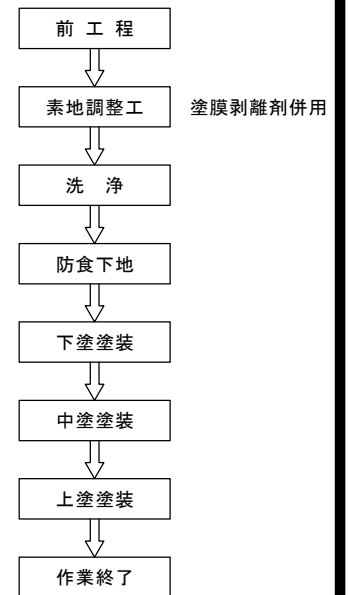 前 工 程
素地調整工 塗膜剥離剤併用
洗 浄
防食下地
下塗塗装
中塗塗装
上塗塗装
作業終了